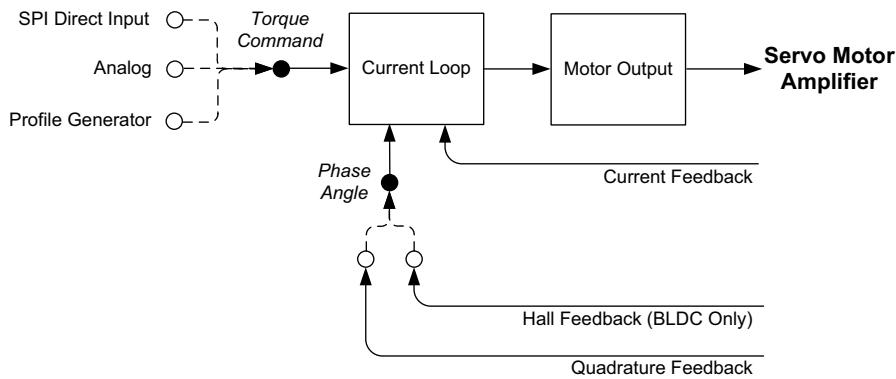 SPI Direct Input
Torque
Command
Analog
Current Loop
Motor Output
Servo Motor
Amplifier
Profile Generator
Phase
Angle
Current Feedback
Hall Feedback (BLDC Only)
Quadrature Feedback